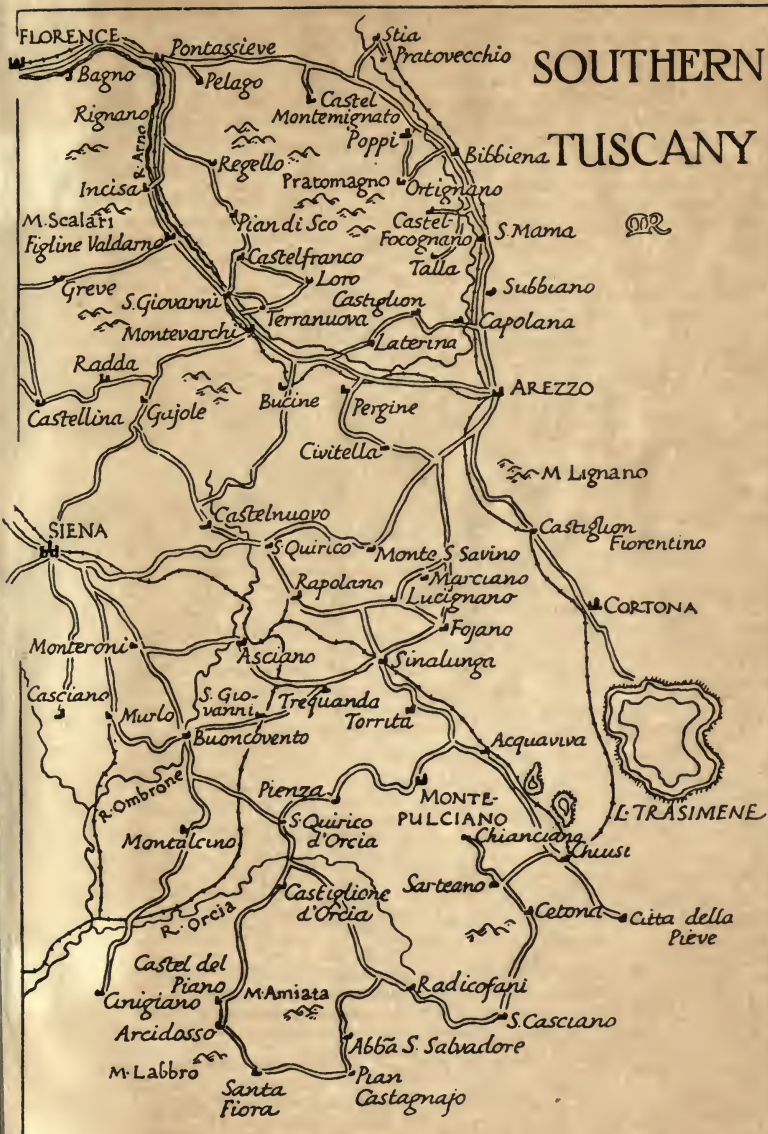 SOUTHERN
TUSCANY
FLORENCE
Pontassieve
Stia
Pratovecchio
Bagno
Pelago
Castel
Montemignato
Rignano
Poppi
R. Arno
Regello
Bibbiena
Pratomagno
Ortignano
Incisa
M. Scalari
Pian di Sco
Castel-
Focognano
S. Mama
Figline Valdarno
Talla
Castelfranco
Greve
Loro
Subbiano
S. Giovanni
Castiglion
Terranuova
Capolana
Montevarchi
Laterina
Radda
AREZZO
Castellina
Gujole
Bucine
Pergine
Civitella
M Lignano
Castelnuovo
Castiglion
Fiorentino
SIENA
S. Quirico
Monte S. Savino
Marciano
Rapolano
Lucignano
CORTONA
Fojano
Monteroni
Asciano
Sinalunga
Casciano
S. Gio-
vanni
Trequanda
Murlo
Torrita
Buoncovento
Acquaviva
R. Ombrone
Pienza
MONTE-
PULCIANO
L. TRASIMENE
S. Quirico
d'Orcia
Montalcino
Chianciano
Chiusi
Castiglione
d'Orcia
Sarteano
R. Orcia
Cetona
Citta della
Pieve
Castel del
Piano
M. Amiata
Radicofani
Cinigiano
S. Casciano
Arcidosso
Abbā S. Salvadore
M. Labbro
Santa
Fiora
Pian
Castagnajo